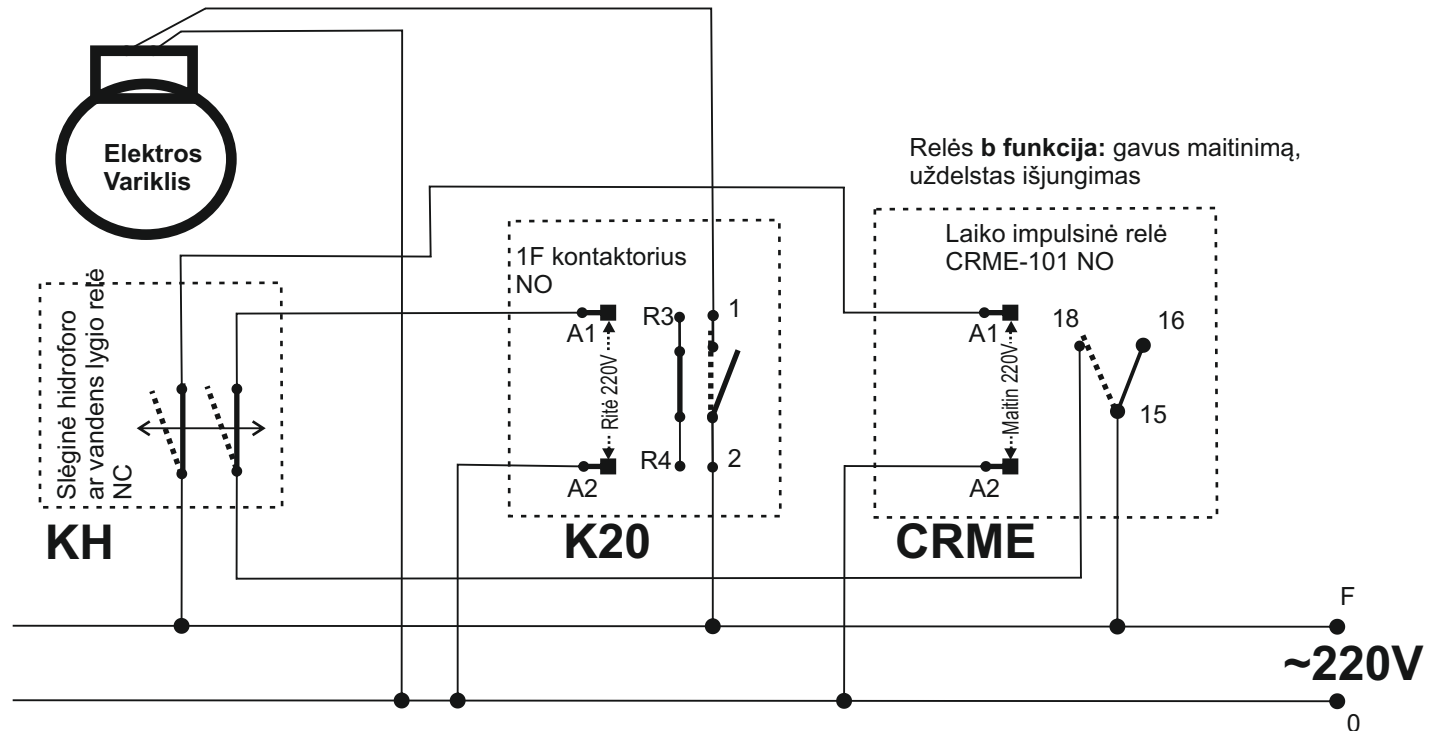 Elektros
Variklis
Relės b funkcija: gavus maitinimą,
uždelstas išjungimas
Slėginė hidroforo
ar vandens lygio relė
NC
KH
1F kontaktorius
NO
A1
Ritė 220V
A2
R3
R4
1
2
K20
Laiko impulsinė relė
CRME-101 NO
A1
Maitin 220V
A2
18
16
15
CRME
F
~220V
0